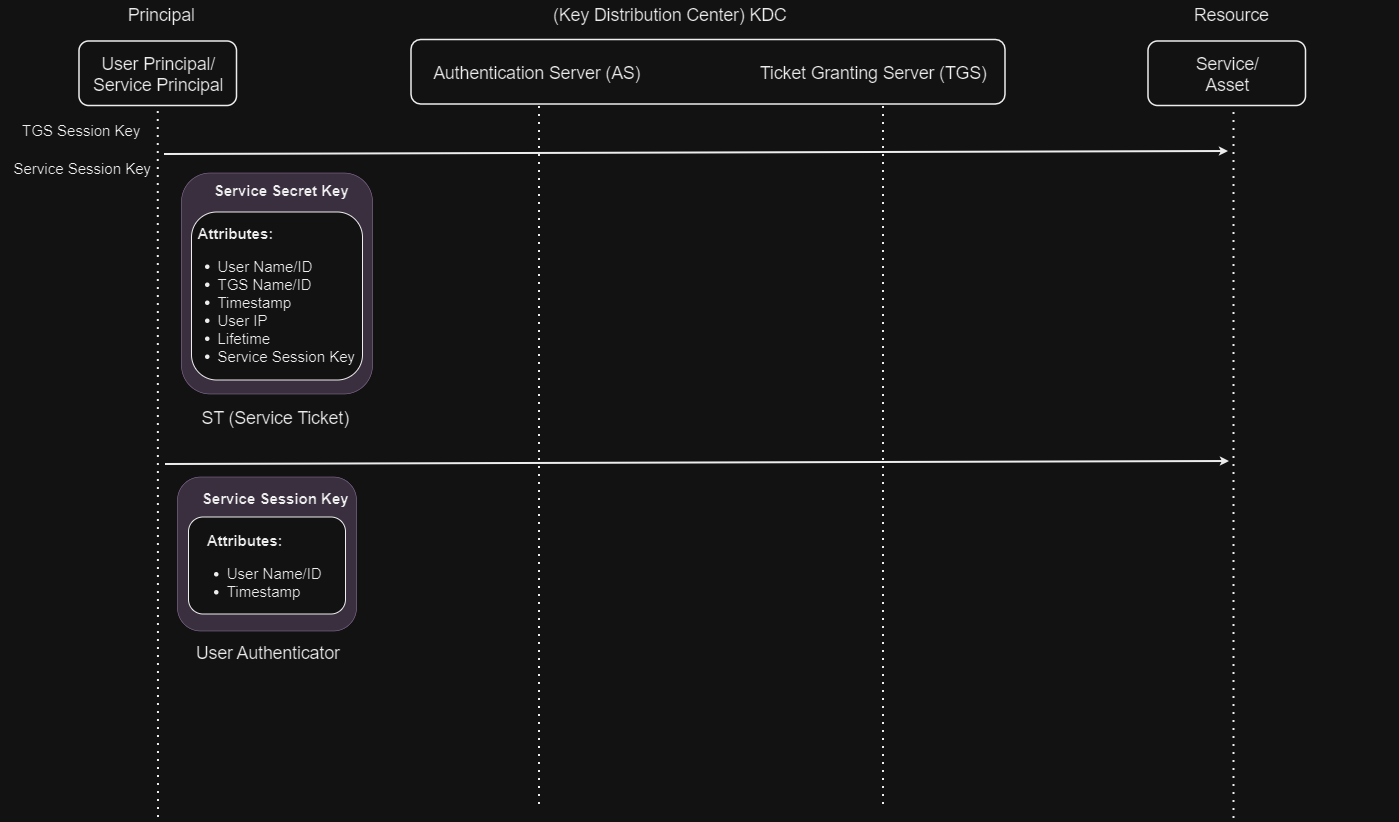 Principal
(Key Distribution Center) KDC
Resource
User Principal/
Service Principal
Authentication Server (AS)
Ticket Granting Server (TGS)
Service/
Asset
TGS Session Key
Service Session Key
Service Secret Key
Attributes:
• User Name/ID
• TGS Name/ID
• Timestamp
• User IP
• Lifetime
• Service Session Key
ST (Service Ticket)
Service Session Key
Attributes:
• User Name/ID
• Timestamp
User Authenticator